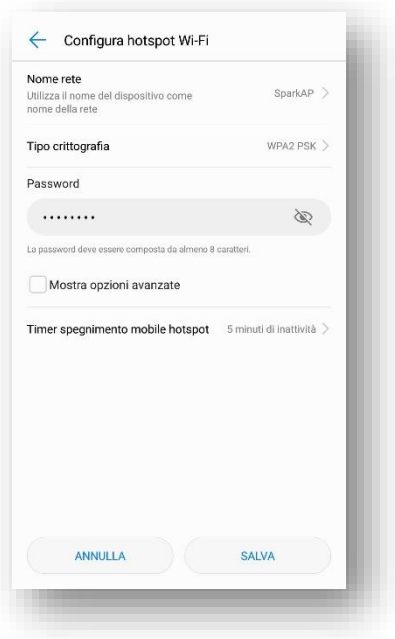 Configura hotspot Wi-Fi
Nome rete
Utilizza il nome del dispositivo come
nome della rete
SparkAP
Tipo crittografia
WPA2 PSK
Password
••••••••
La password deve essere composta da almeno 8 caratteri.
Mostra opzioni avanzate
Timer spegnimento mobile hotspot
5 minuti di inattività
ANNULLA
SALVA